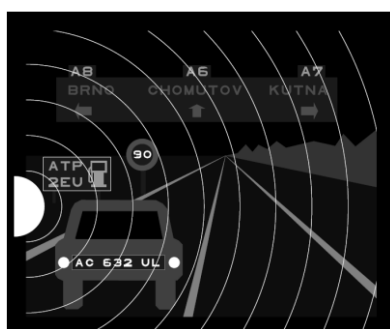 A8 A6 A7
BRNO CHOMUTOV KUTNA
90
ATP
2EU
AC 632 UL